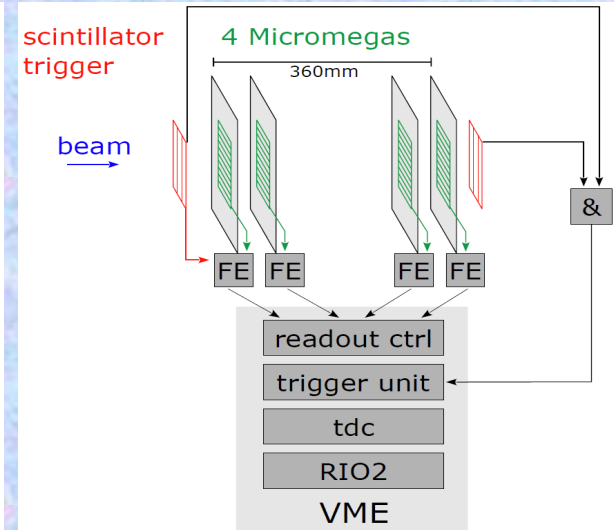 scintillator
trigger
4 Micromegas
360mm
beam
&
FE FE FE FE
readout ctrl
trigger unit
tdc
RIO2
VME